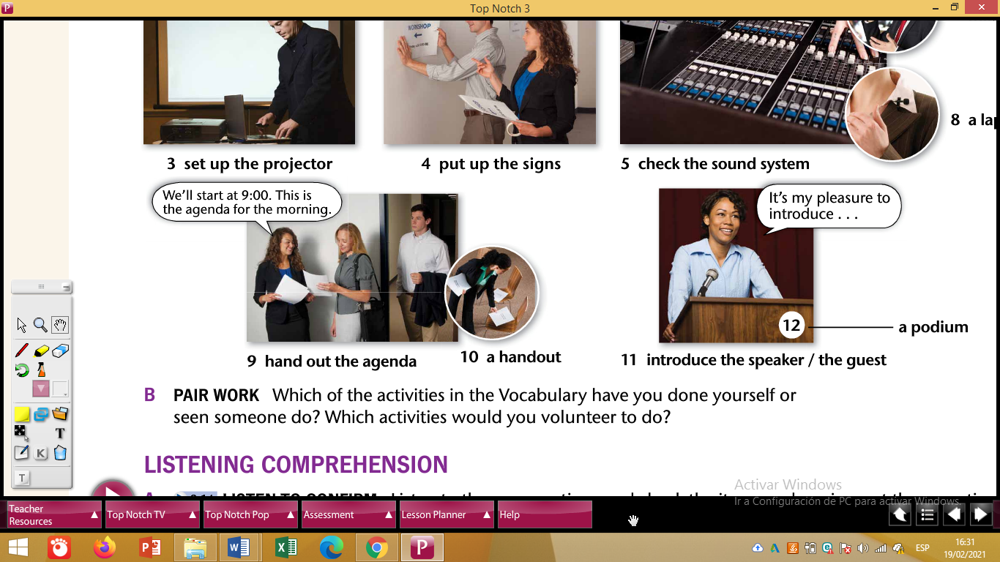 Top Notch 3
WORKSHOP
8 a la
3 set up the projector
4 put up the signs
5 check the sound system
We'll start at 9:00. This is
the agenda for the morning.
It's my pleasure to
introduce . . .
12
a podium
9 hand out the agenda
10 a handout
11 introduce the speaker / the guest
B PAIR WORK Which of the activities in the Vocabulary have you done yourself or
seen someone do? Which activities would you volunteer to do?
LISTENING COMPREHENSION
Activar Windows
Ir a Configuración de PC para activar Windows.
Teacher
Resources
Top Notch TV
Top Notch Pop
Assessment
Lesson Planner
Help
T
K
T
ESP
16:31
19/02/2021